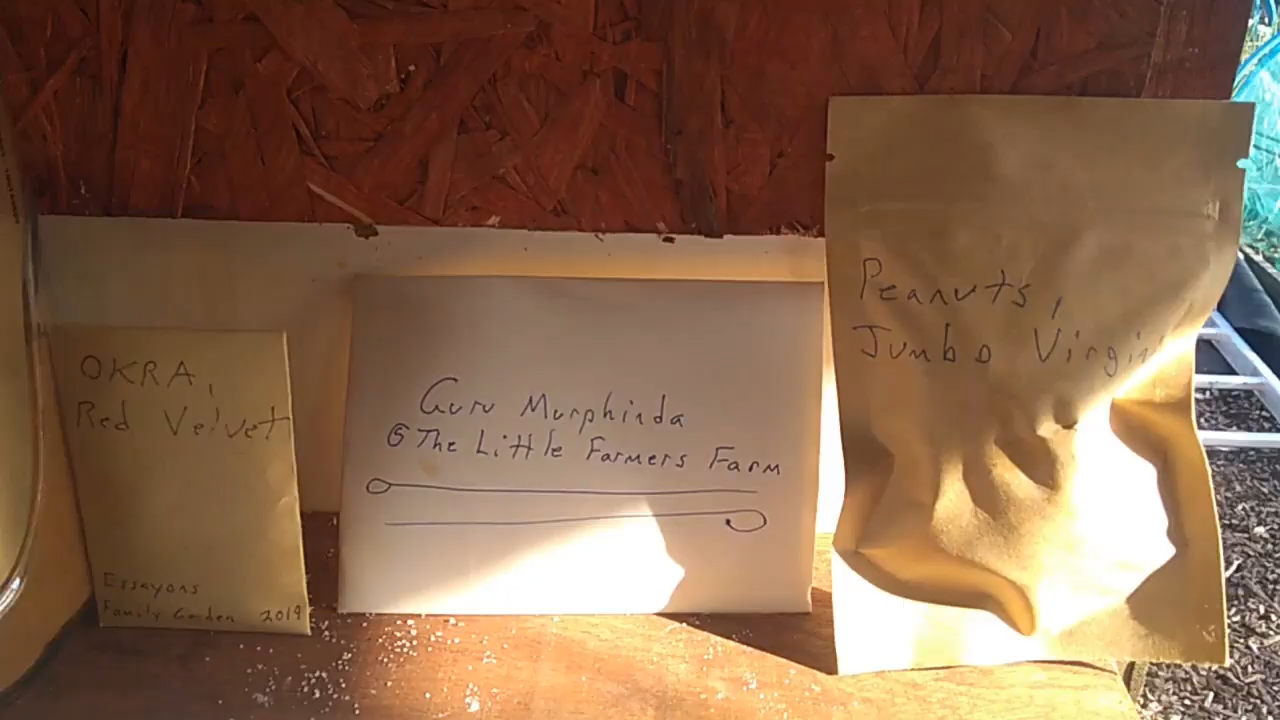 OKRA,
Red Velvet
Essayons
Family Garden 2019
Guru Murphinda
@ The Little Farmers Farm
Peanuts,
Jumbo